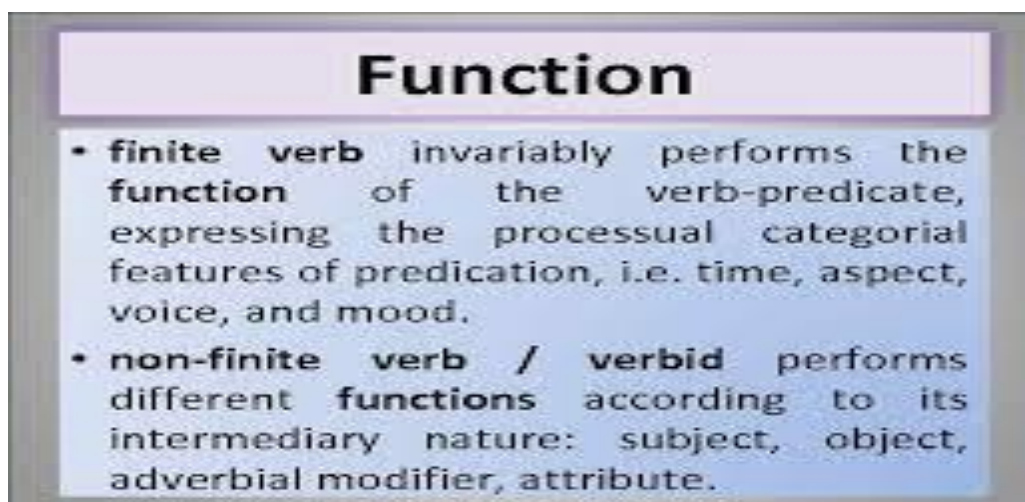 Function
• finite verb invariably performs the
function of the verb-predicate,
expressing the processual categorial
features of predication, i.e. time, aspect,
voice, and mood.
• non-finite verb / verbid performs
different functions according to its
intermediary nature: subject, object,
adverbial modifier, attribute.